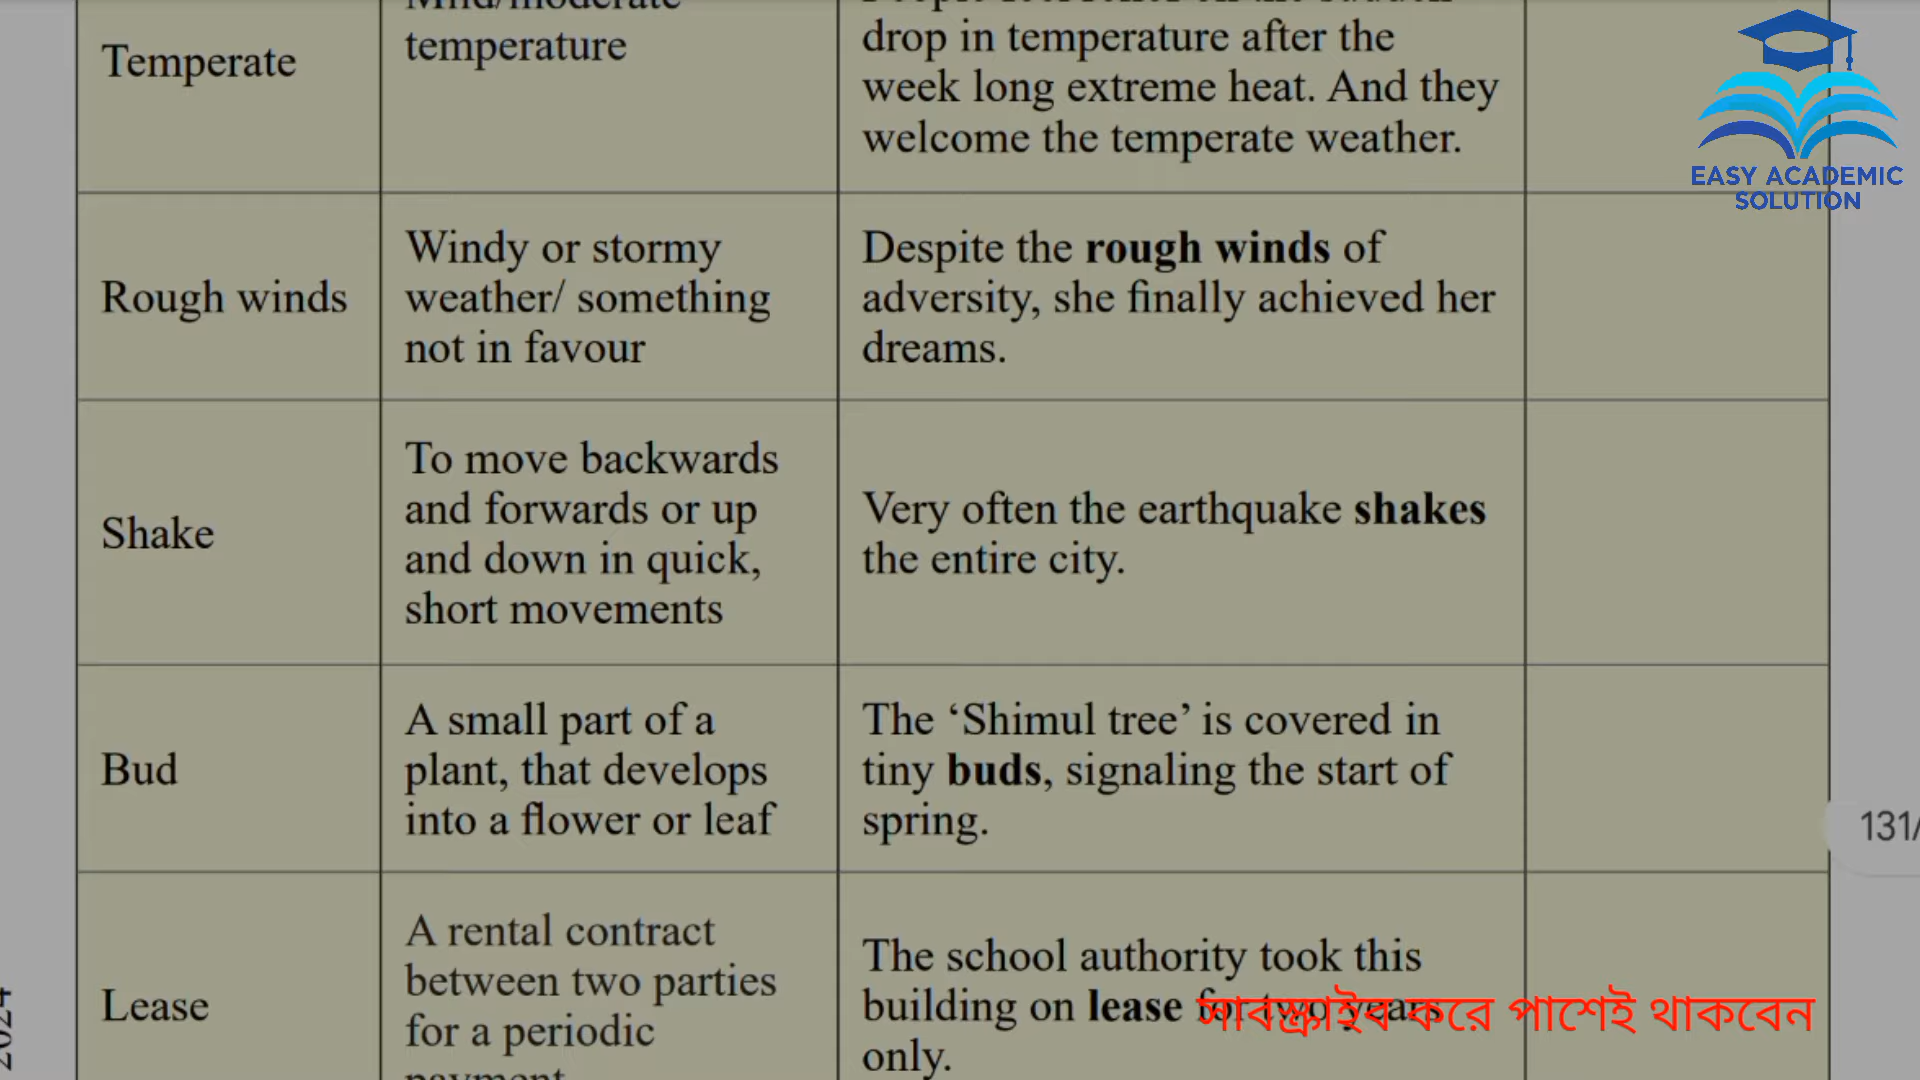 Temperate
temperature
drop in temperature after the
week long extreme heat. And they
welcome the temperate weather.
EASY ACADEMIC
SOLUTION
Rough winds
Windy or stormy
weather/ something
not in favour
Despite the rough winds of
adversity, she finally achieved her
dreams.
Shake
To move backwards
and forwards or up
and down in quick,
short movements
Very often the earthquake shakes
the entire city.
Bud
A small part of a
plant, that develops
into a flower or leaf
The ‘Shimul tree’ is covered in
tiny buds, signaling the start of
spring.
131/
Lease
A rental contract
between two parties
for a periodic
The school authority took this
building on lease for two years
only.
সাবস্ক্রাইব করে পাশেই থাকবেন
2024